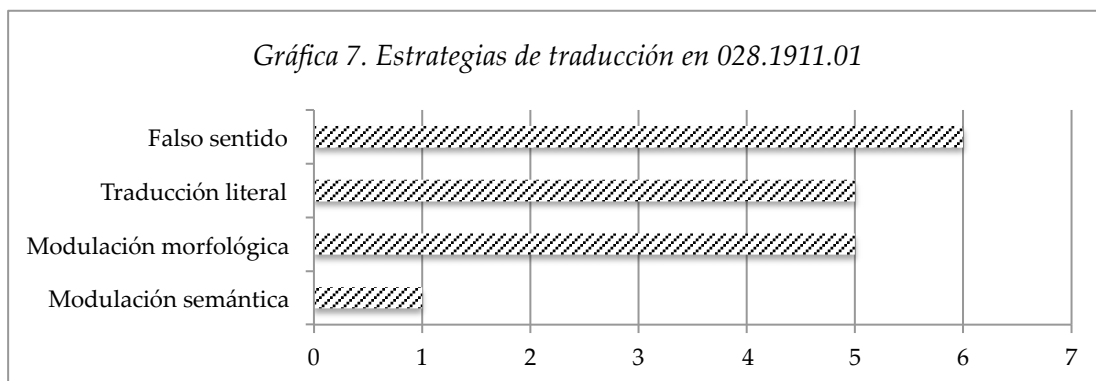 Gráfica 7. Estrategias de traducción en 028.1911.01
Falso sentido
Traducción literal
Modulación morfológica
Modulación semántica
0 1 2 3 4 5 6 7